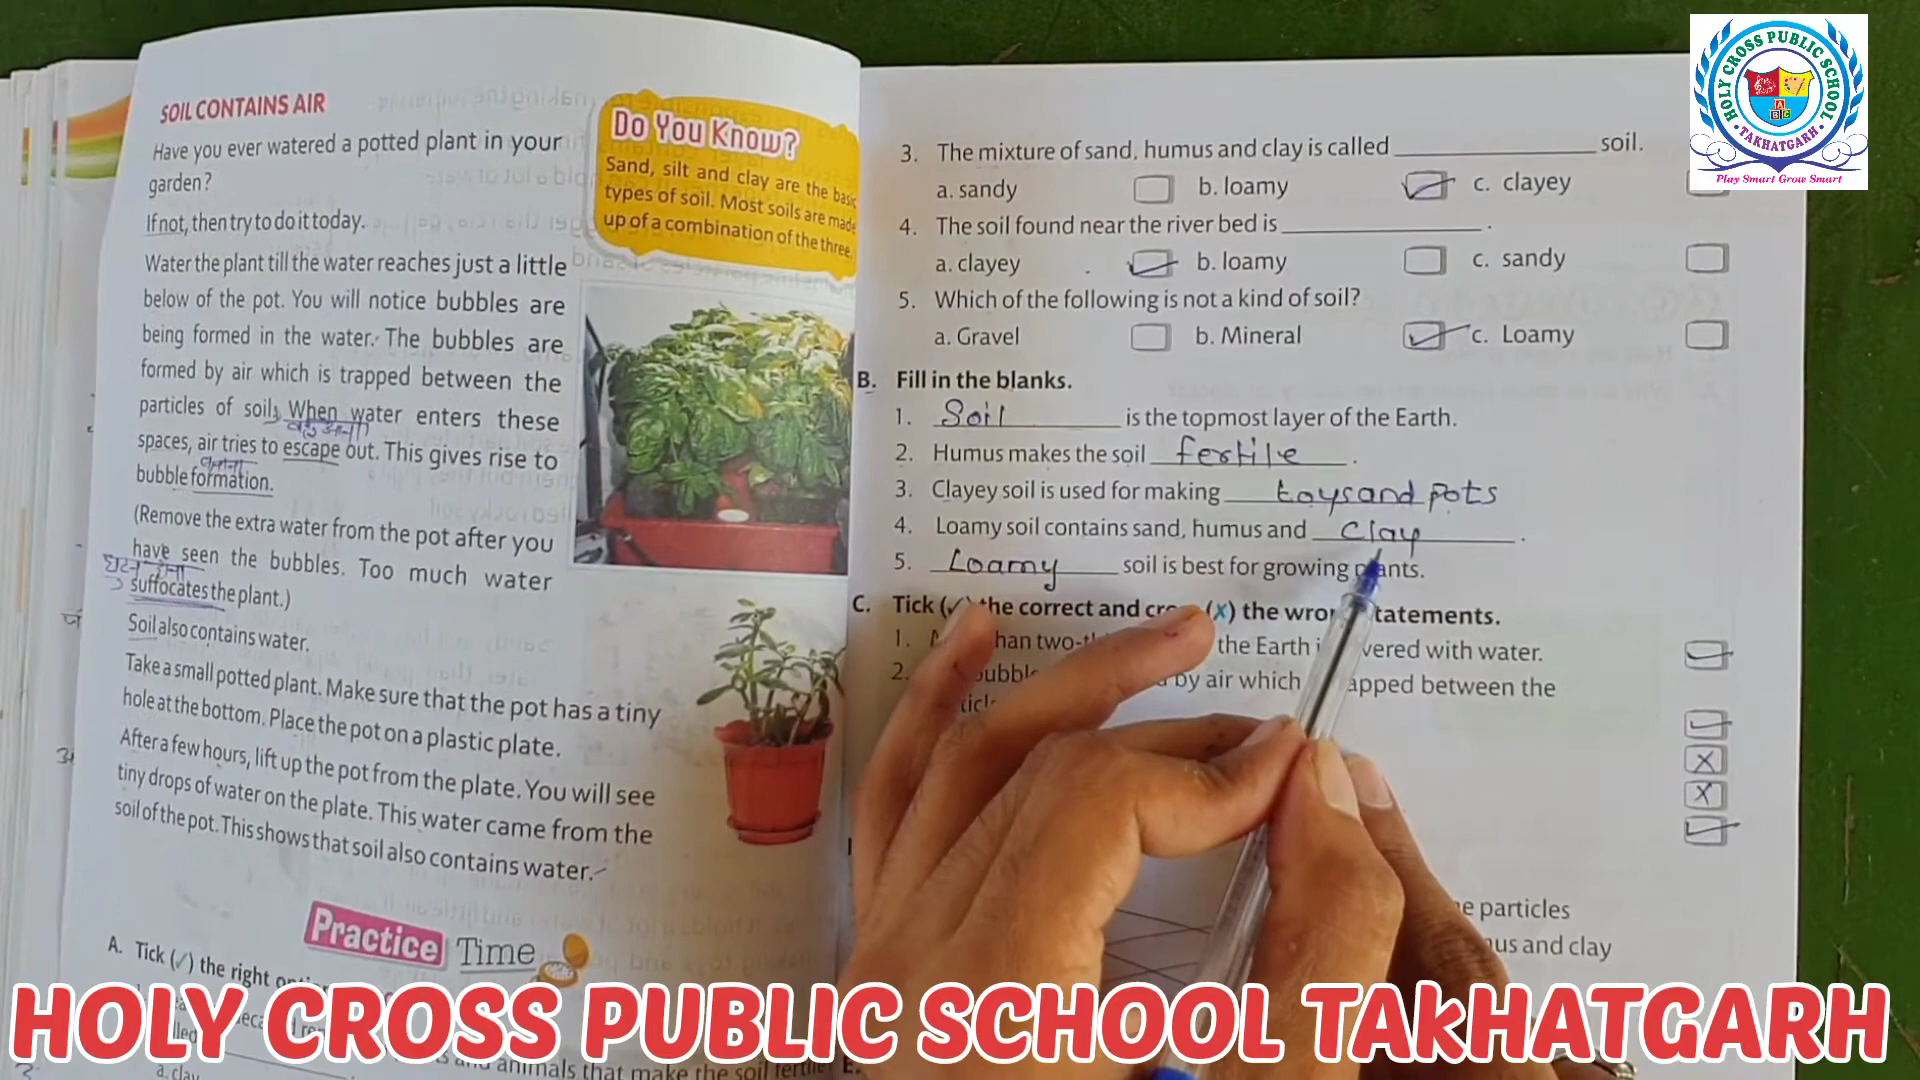 SOIL CONTAINS AIR
Have you ever watered a potted plant in your
garden?
If not, then try to do it today.
Water the plant till the water reaches just a little
below of the pot. You will notice bubbles are
being formed in the water. The bubbles are
formed by air which is trapped between the
particles of soil. When water enters these
spaces, air tries to escape out. This gives rise to
bubble formation.
(Remove the extra water from the pot after you
have seen the bubbles. Too much water
suffocates the plant.)
Soil also contains water.
Take a small potted plant. Make sure that the pot has a tiny
hole at the bottom. Place the pot on a plastic plate.
After a few hours, lift up the pot from the plate. You will see
tiny drops of water on the plate. This water came from the
soil of the pot. This shows that soil also contains water.
Do You Know?
Sand, silt and clay are the basic
types of soil. Most soils are made
up of a combination of the three.
Practice Time
A. Tick (✓) the right
animals that make the soil
a. clay
3. The mixture of sand, humus and clay is called ____________ soil.
a. sandy b. loamy c. clayey
4. The soil found near the river bed is ____________ .
a. clayey b. loamy c. sandy
5. Which of the following is not a kind of soil?
a. Gravel b. Mineral c. Loamy
B. Fill in the blanks.
1. Soil is the topmost layer of the Earth.
2. Humus makes the soil fertile .
3. Clayey soil is used for making toys and pots
4. Loamy soil contains sand, humus and clay .
5. Loamy soil is best for growing plants.
C. Tick (✓) the correct and (x) the statements.
1. than the Earth with water.
2. by air which between the
particles
and clay
E.
HOLY CROSS PUBLIC SCHOOL
TAKHATGARH
A B C
Play Smart Grow Smart
HOLY CROSS PUBLIC SCHOOL TAkHATGARH